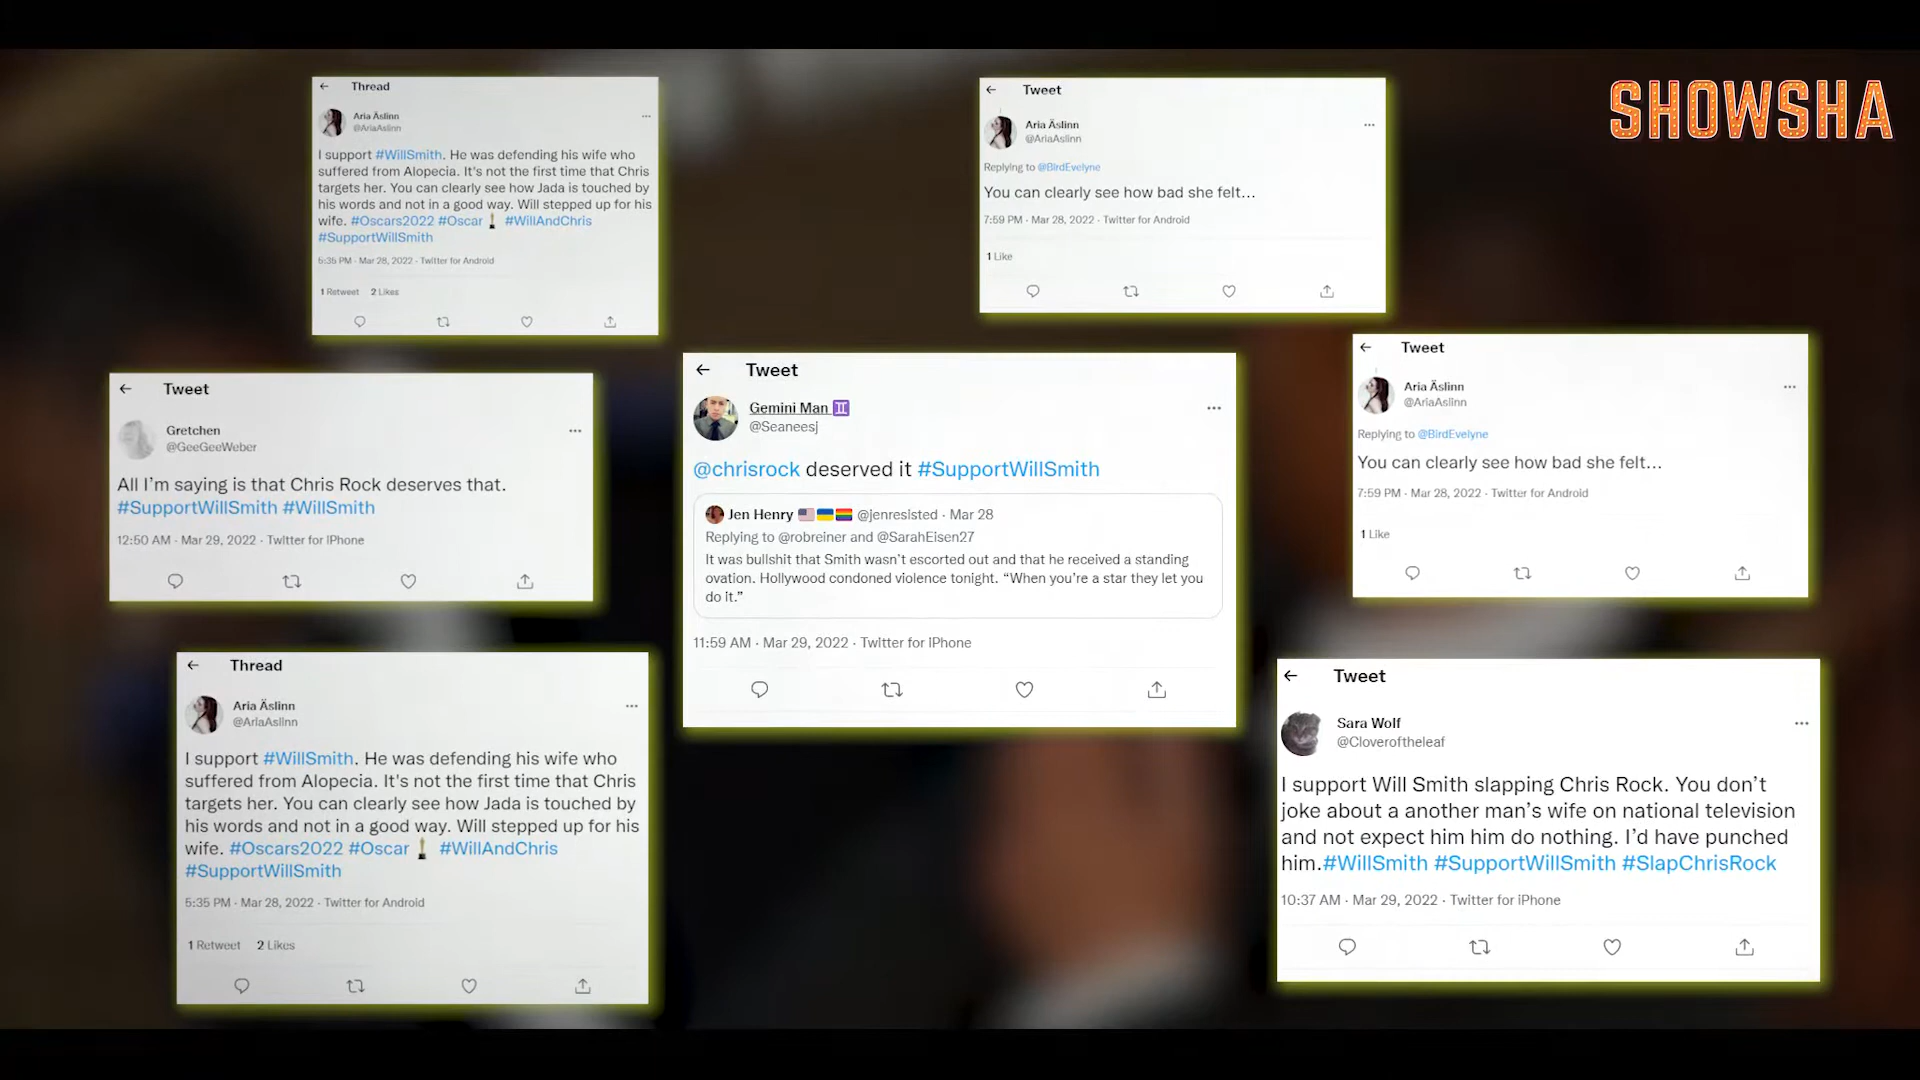 SHOWSHA
Thread
Aria Äslinn
@AriaAslinn
I support #WillSmith. He was defending his wife who
suffered from Alopecia. It's not the first time that Chris
targets her. You can clearly see how Jada is touched by
his words and not in a good way. Will stepped up for his
wife. #Oscars2022 #Oscar #WillAndChris
#SupportWillSmith
5:35 PM · Mar 28, 2022 · Twitter for Android
1 Retweet 2 Likes
Tweet
Aria Äslinn
@AriaAslinn
Replying to @BirdEvelyne
You can clearly see how bad she felt...
7:59 PM · Mar 28, 2022 · Twitter for Android
1 Like
Tweet
Gretchen
@GeeGeeWeber
All I'm saying is that Chris Rock deserves that.
#SupportWillSmith #WillSmith
12:50 AM · Mar 29, 2022 · Twitter for iPhone
Tweet
Gemini Man ♊
@Seaneesj
@chrisrock deserved it #SupportWillSmith
Jen Henry @jenresisted · Mar 28
Replying to @robreiner and @SarahEisen27
It was bullshit that Smith wasn't escorted out and that he received a standing
ovation. Hollywood condoned violence tonight. “When you're a star they let you
do it.”
11:59 AM · Mar 29, 2022 · Twitter for iPhone
Tweet
Aria Äslinn
@AriaAslinn
Replying to @BirdEvelyne
You can clearly see how bad she felt...
7:59 PM · Mar 28, 2022 · Twitter for Android
1 Like
Thread
Aria Äslinn
@AriaAslinn
I support #WillSmith. He was defending his wife who
suffered from Alopecia. It's not the first time that Chris
targets her. You can clearly see how Jada is touched by
his words and not in a good way. Will stepped up for his
wife. #Oscars2022 #Oscar #WillAndChris
#SupportWillSmith
5:35 PM · Mar 28, 2022 · Twitter for Android
1 Retweet 2 Likes
Tweet
Sara Wolf
@Cloveroftheleaf
I support Will Smith slapping Chris Rock. You don't
joke about a another man's wife on national television
and not expect him him do nothing. I'd have punched
him.#WillSmith #SupportWillSmith #SlapChrisRock
10:37 AM · Mar 29, 2022 · Twitter for iPhone